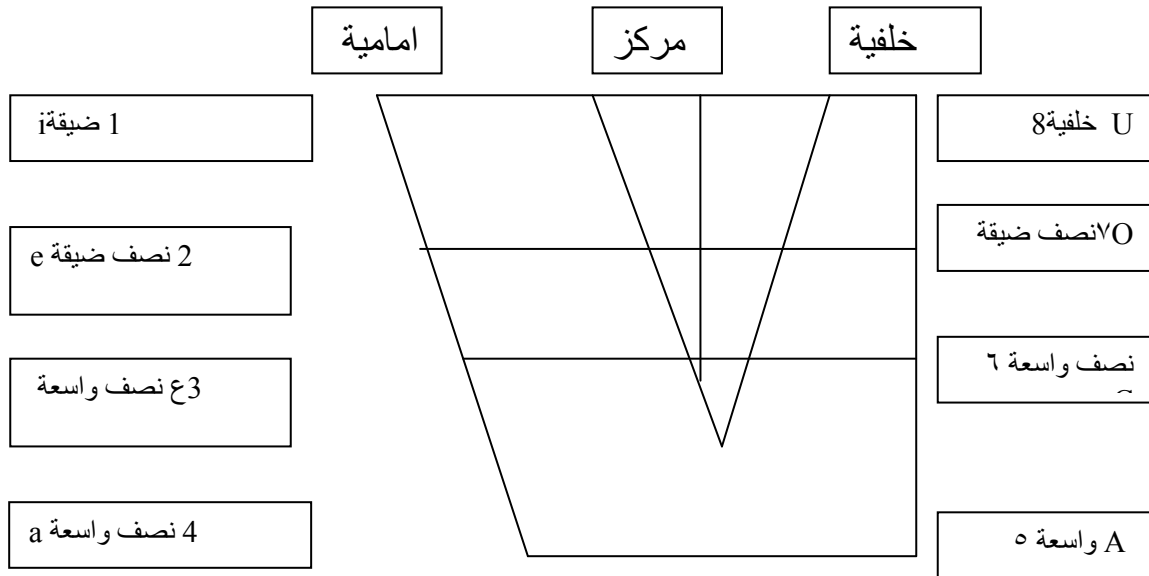 خلفية
مركز
امامية
U خلفية8
1 ضيقةi
O٧نصف ضيقة
2 نصف ضيقة e
نصف واسعة ٦
3ع نصف واسعة
A واسعة ٥
4 نصف واسعة a